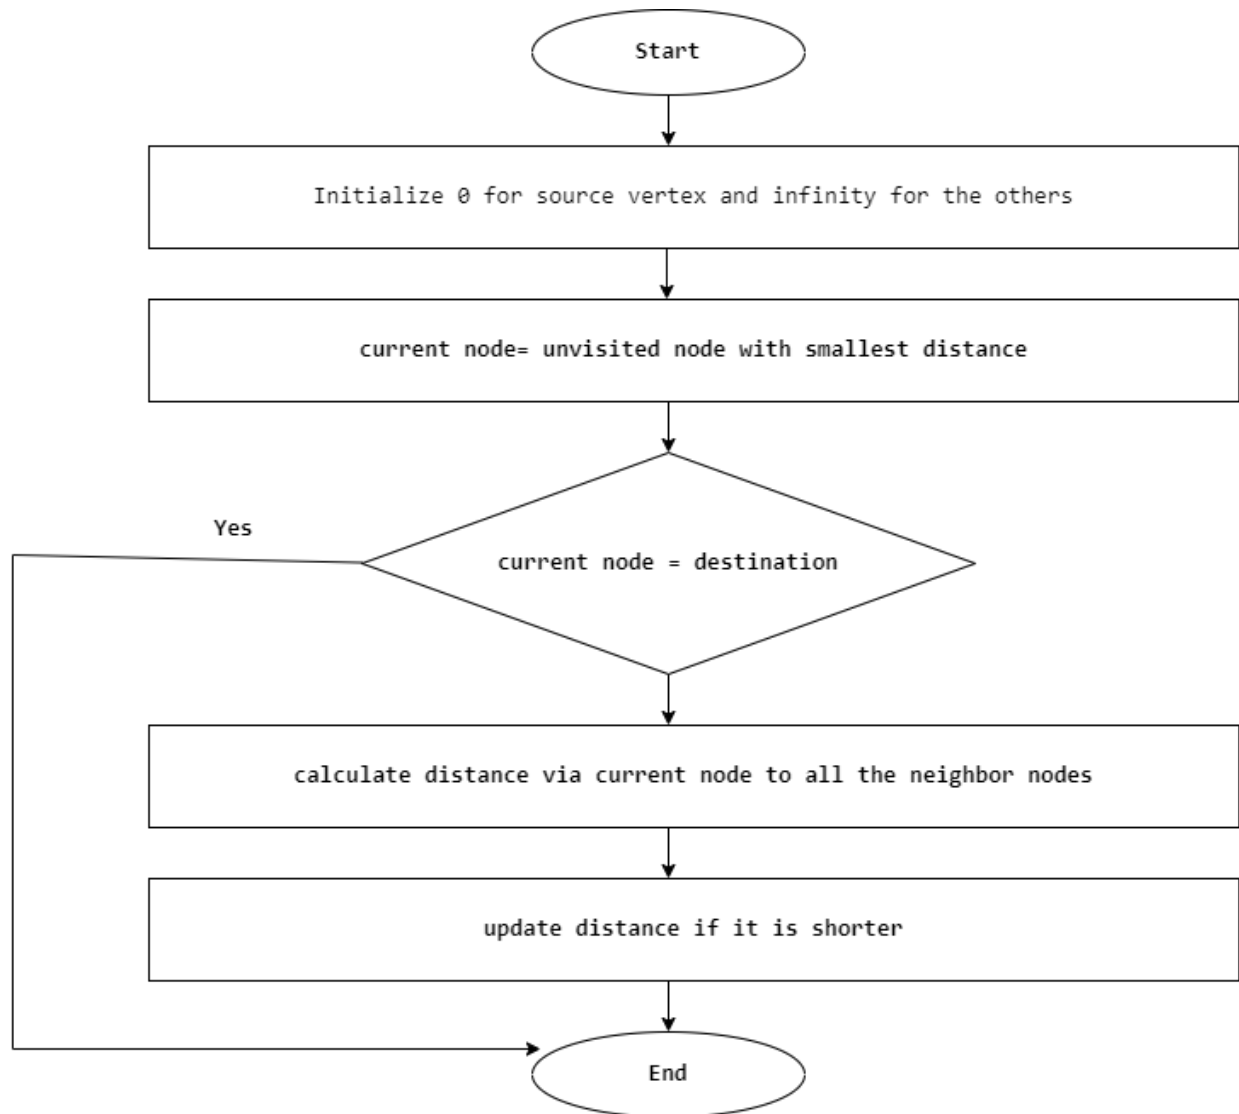 Start
Initialize 0 for source vertex and infinity for the others
current node= unvisited node with smallest distance
Yes
current node = destination
calculate distance via current node to all the neighbor nodes
update distance if it is shorter
End